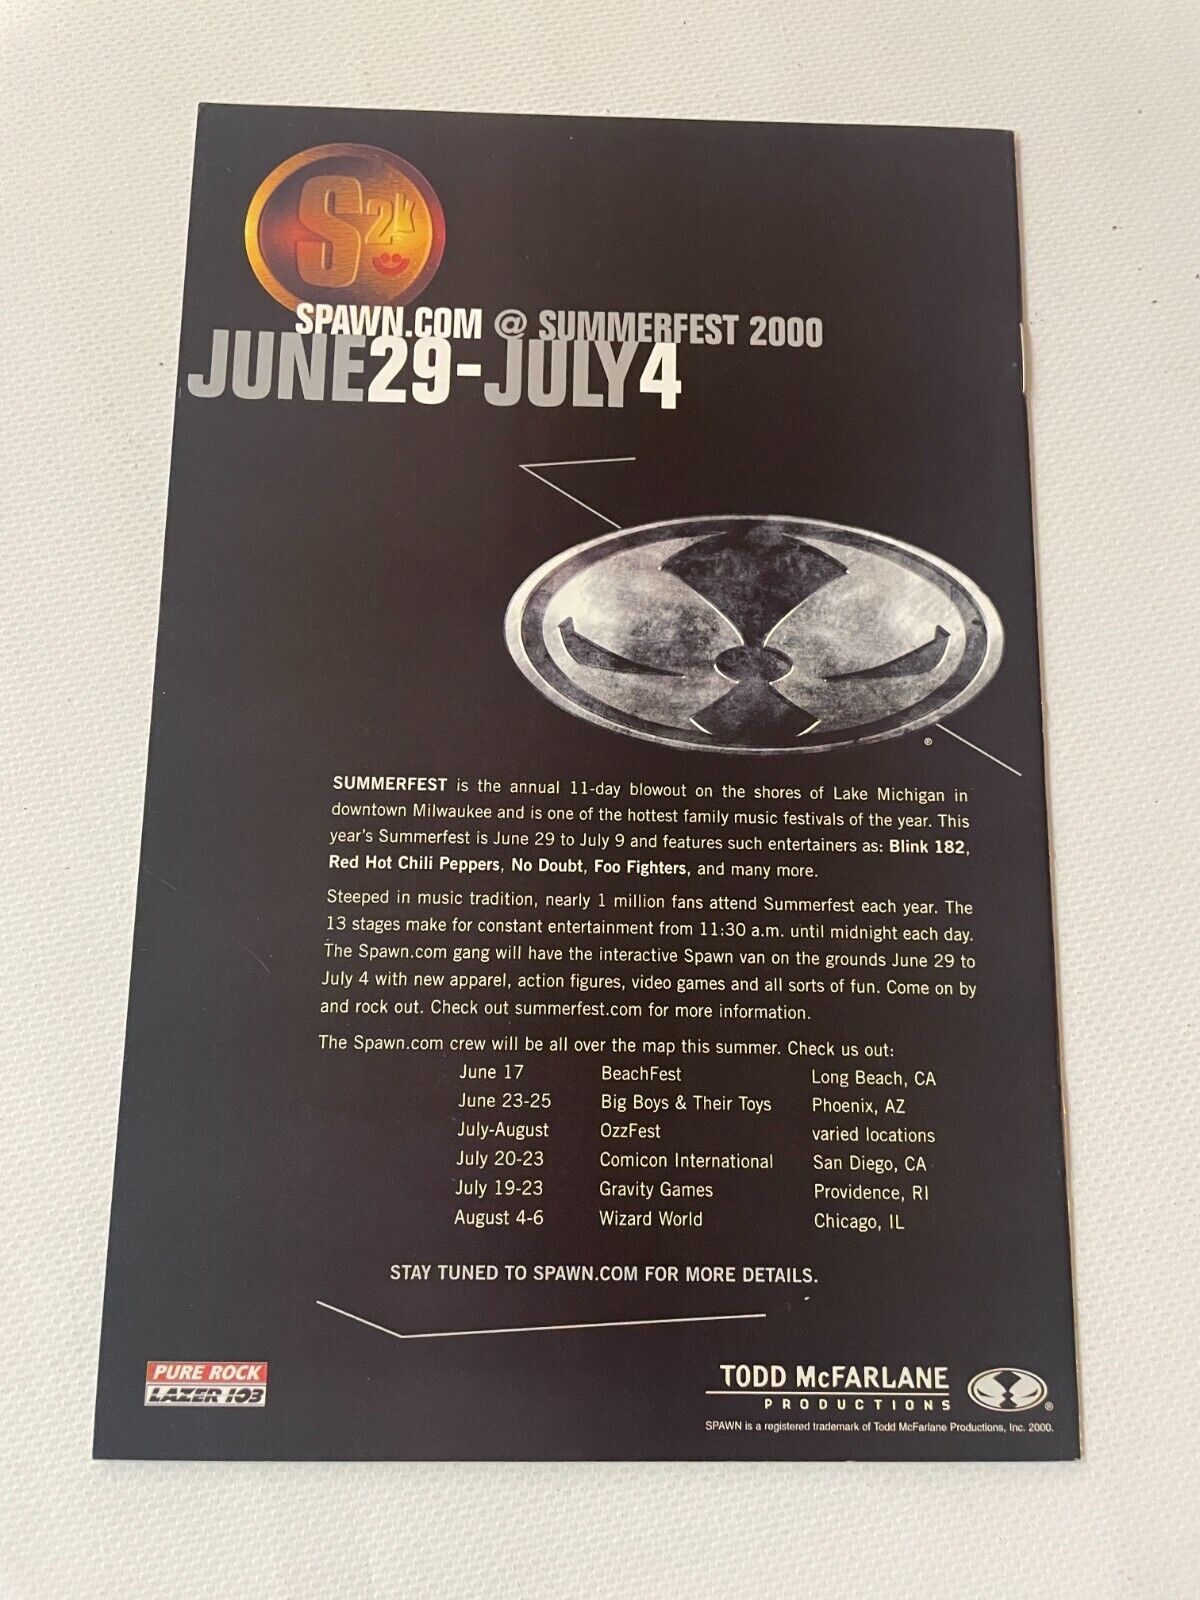 S2K
SPAWN.COM @ SUMMERFEST 2000
JUNE29-JULY4
®
SUMMERFEST is the annual 11-day blowout on the shores of Lake Michigan in
downtown Milwaukee and is one of the hottest family music festivals of the year. This
year's Summerfest is June 29 to July 9 and features such entertainers as: Blink 182,
Red Hot Chili Peppers, No Doubt, Foo Fighters, and many more.
Steeped in music tradition, nearly 1 million fans attend Summerfest each year. The
13 stages make for constant entertainment from 11:30 a.m. until midnight each day.
The Spawn.com gang will have the interactive Spawn van on the grounds June 29 to
July 4 with new apparel, action figures, video games and all sorts of fun. Come on by
and rock out. Check out summerfest.com for more information.
The Spawn.com crew will be all over the map this summer. Check us out:
June 17 BeachFest Long Beach, CA
June 23-25 Big Boys & Their Toys Phoenix, AZ
July-August OzzFest varied locations
July 20-23 Comicon International San Diego, CA
July 19-23 Gravity Games Providence, RI
August 4-6 Wizard World Chicago, IL
STAY TUNED TO SPAWN.COM FOR MORE DETAILS.
PURE ROCK
LAZER 103
TODD McFARLANE
PRODUCTIONS
®
SPAWN is a registered trademark of Todd McFarlane Productions, Inc. 2000.